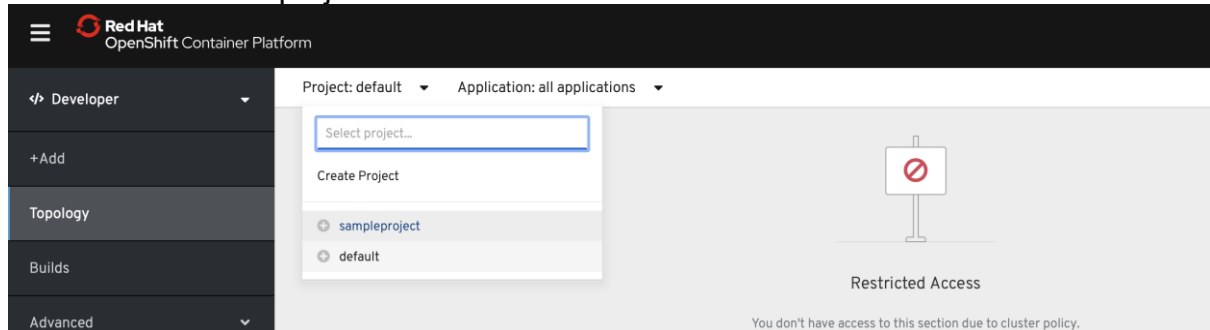 Red Hat
OpenShift Container Platform
Developer
Project: default
Application: all applications
Select project...
+Add
Create Project
Topology
sampleproject
default
Builds
Restricted Access
Advanced
You don't have access to this section due to cluster policy.